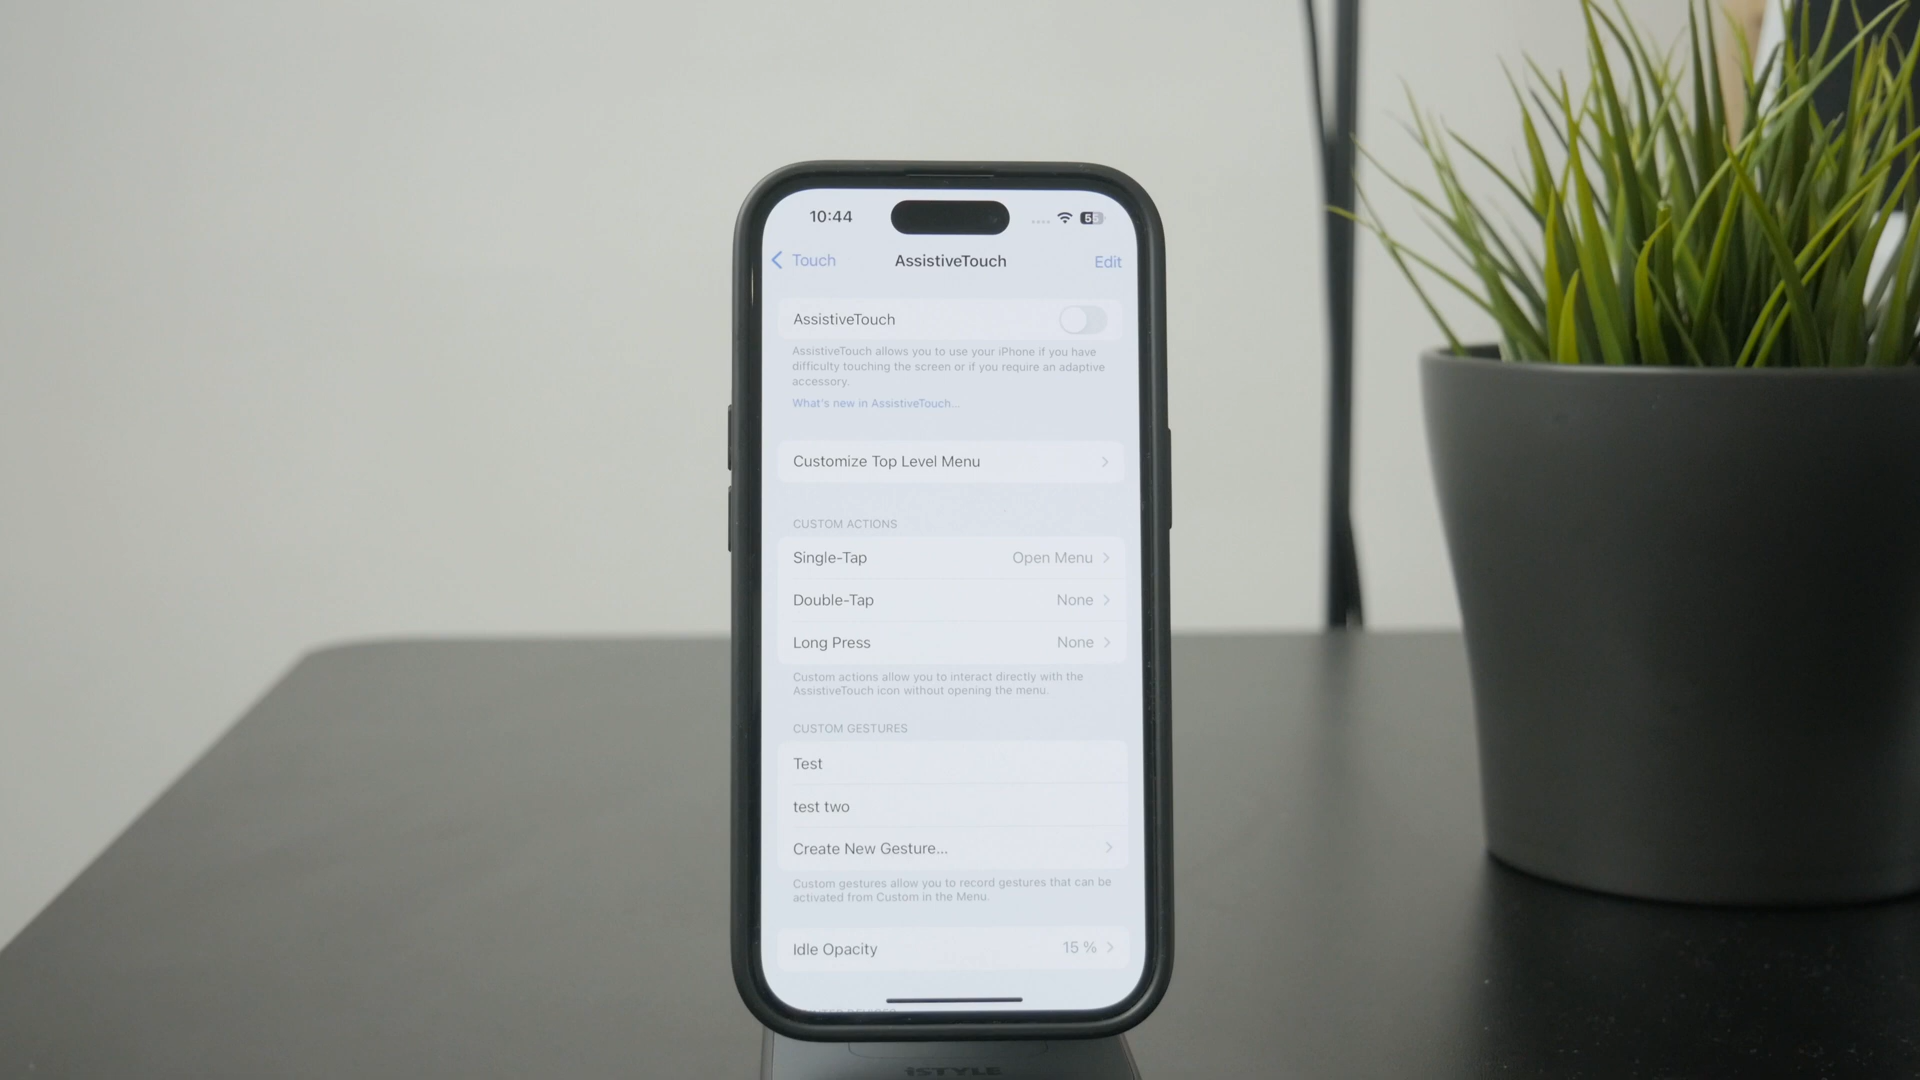 10:44
Touch
AssistiveTouch
Edit
AssistiveTouch
AssistiveTouch allows you to use your iPhone if you have
difficulty touching the screen or if you require an adaptive
accessory.
What's new in AssistiveTouch...
Customize Top Level Menu
CUSTOM ACTIONS
Single-Tap Open Menu
Double-Tap None
Long Press None
Custom actions allow you to interact directly with the
AssistiveTouch icon without opening the menu.
CUSTOM GESTURES
Test
test two
Create New Gesture...
Custom gestures allow you to record gestures that can be
activated from Custom in the Menu.
Idle Opacity 15 %
iSTYLE